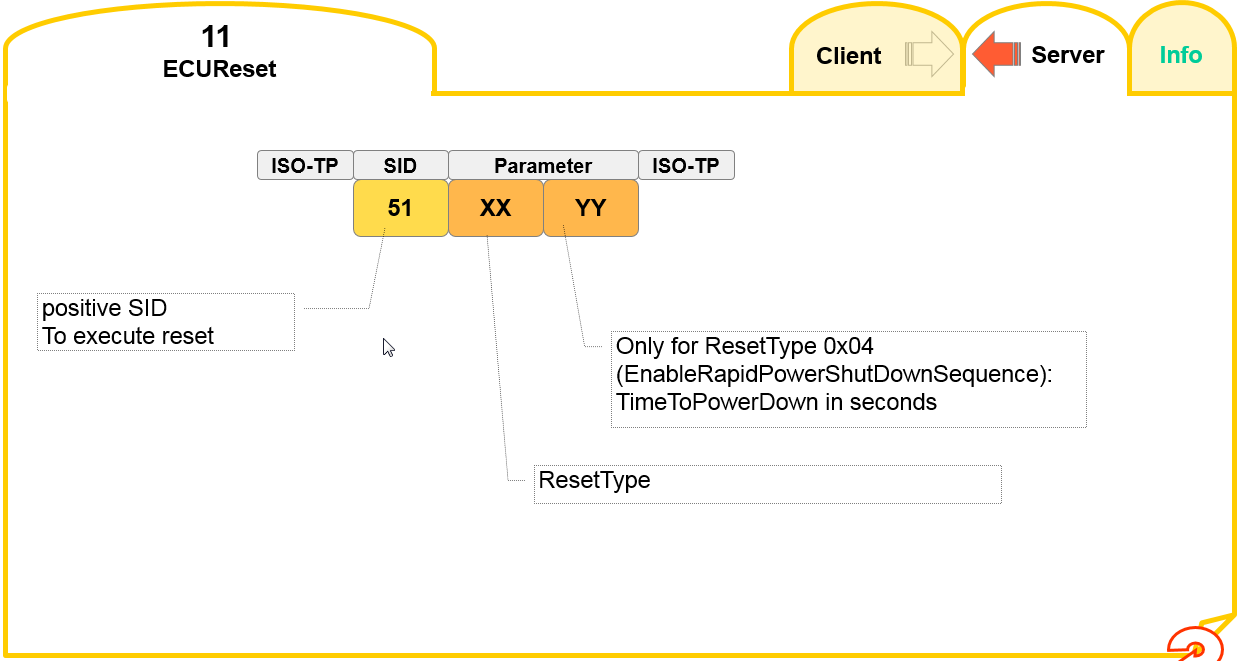 11
ECUReset
Client
Server
Info
ISO-TP SID Parameter ISO-TP
51 XX YY
positive SID
To execute reset
Only for ResetType 0x04
(EnableRapidPowerShutDownSequence):
TimeToPowerDown in seconds
ResetType